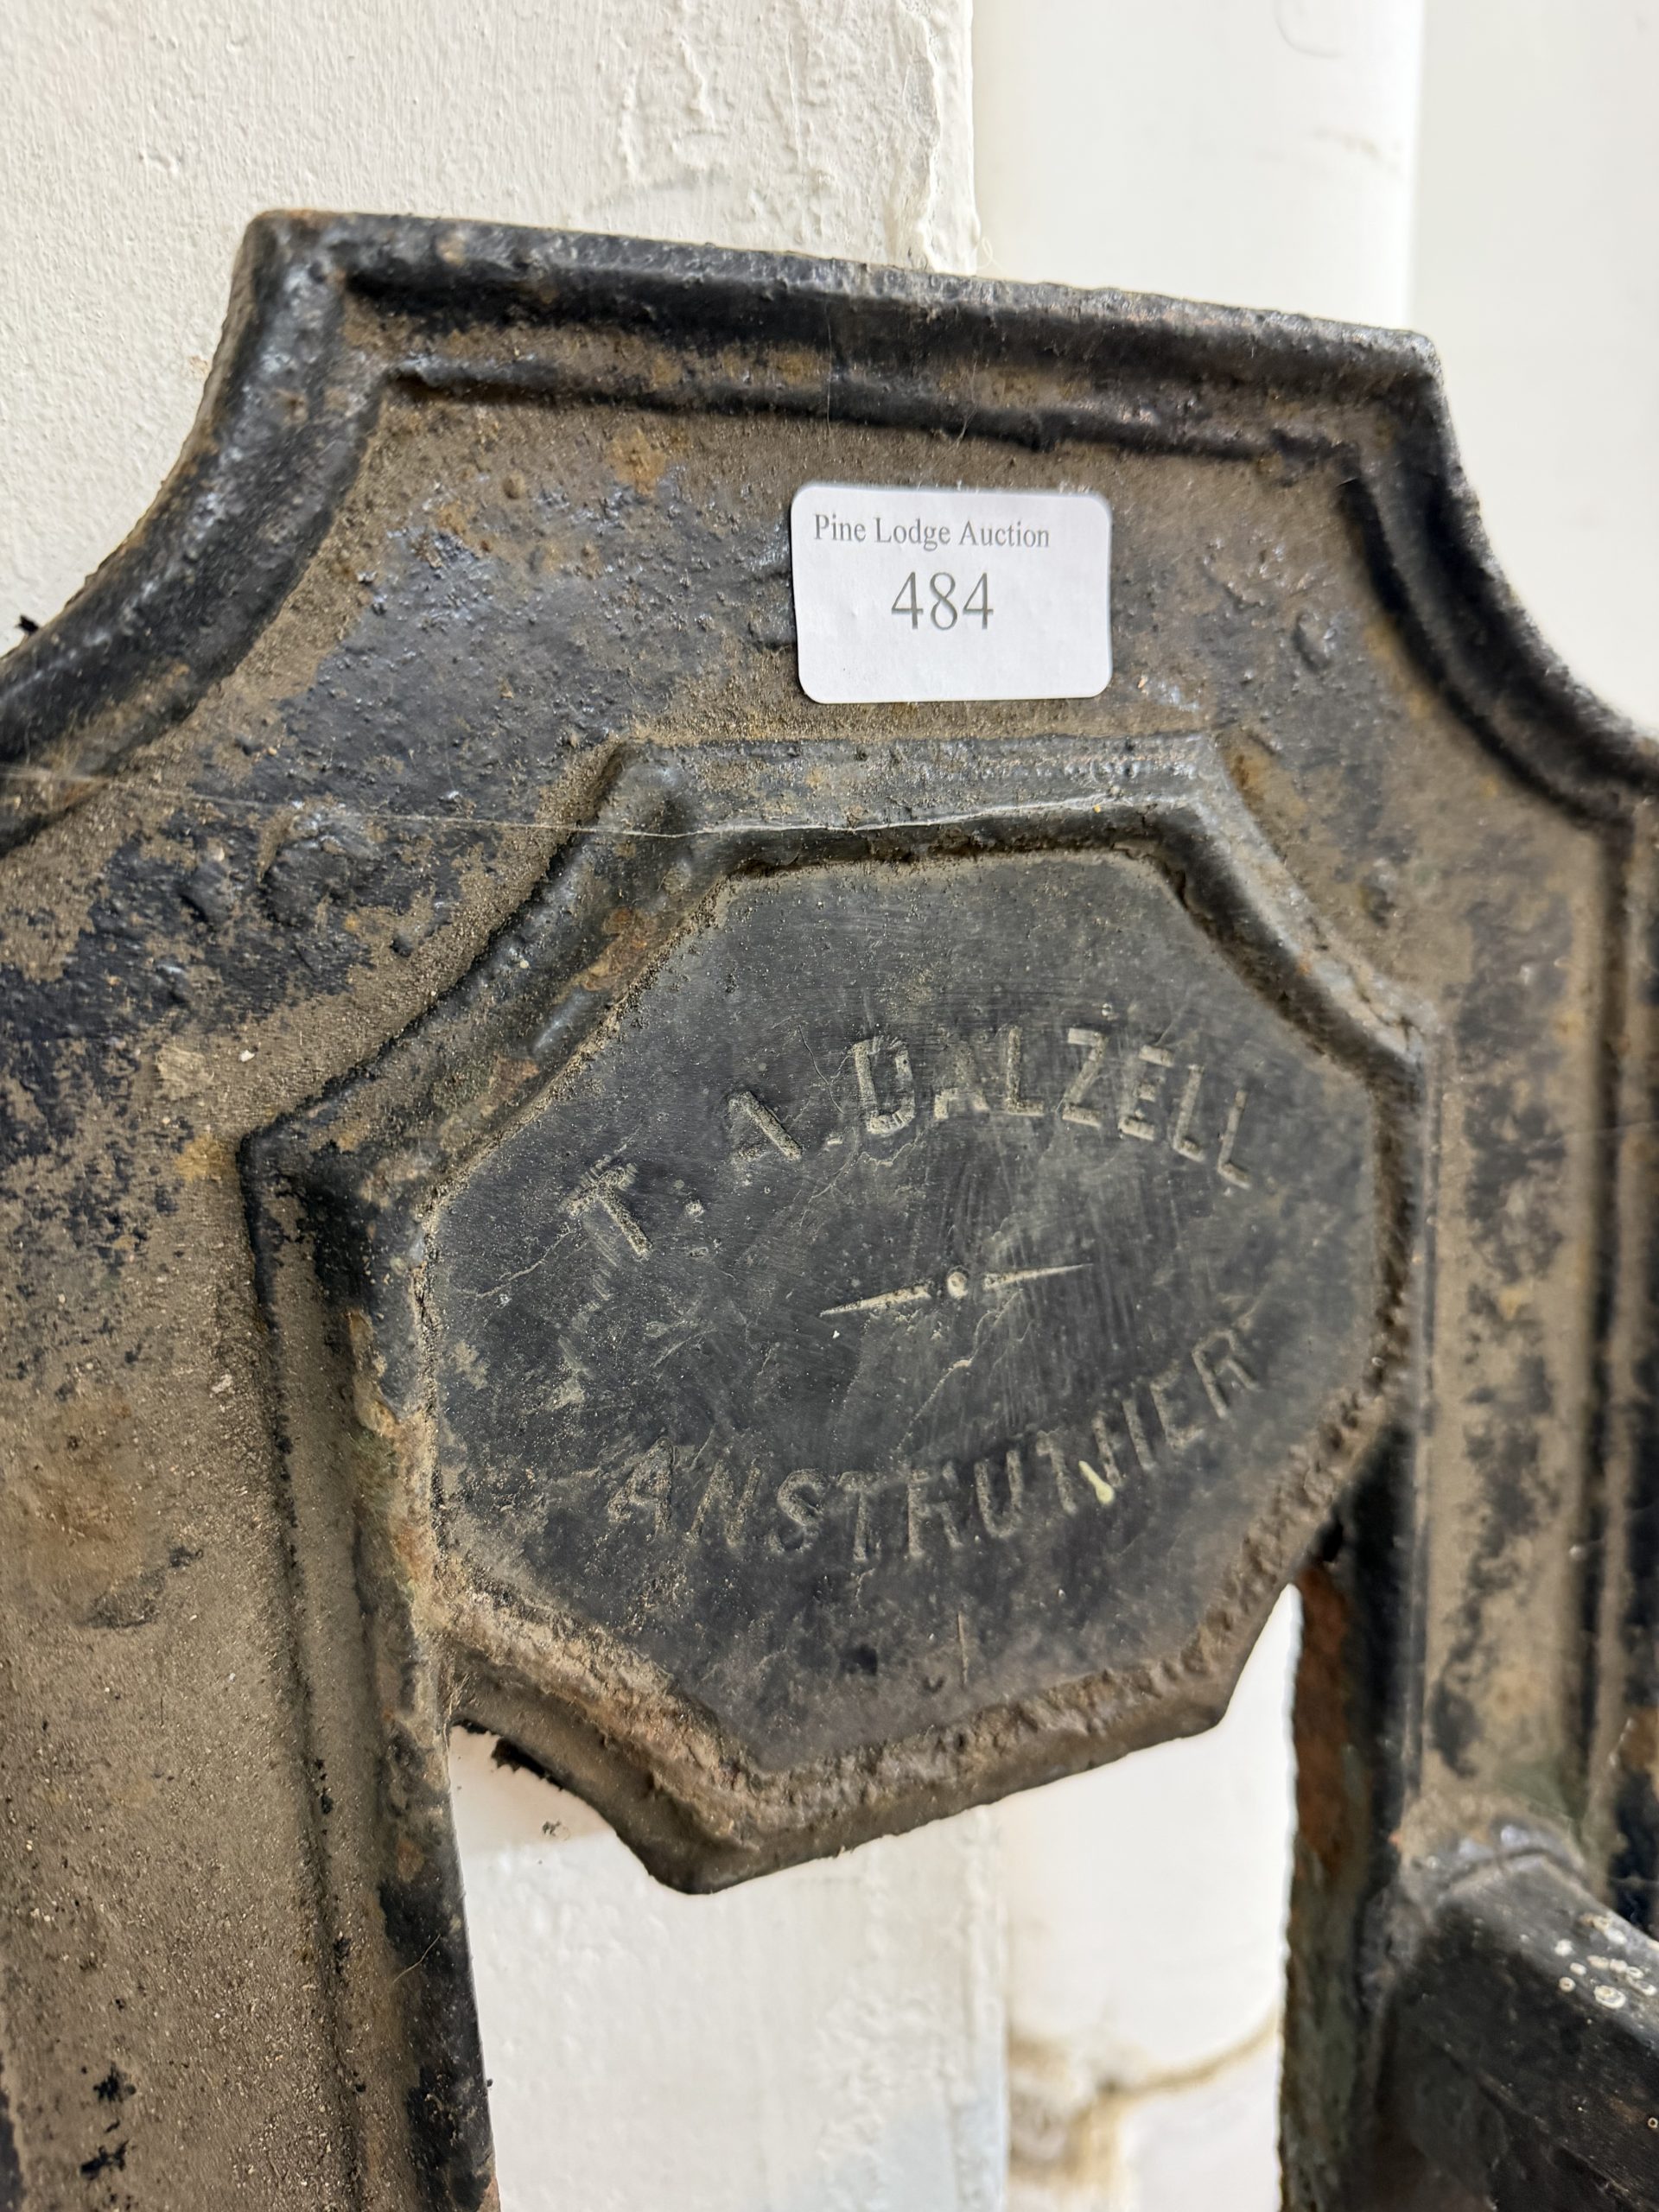 Pine Lodge Auction
484
T. A. DALZELL
ANSTRUTHER